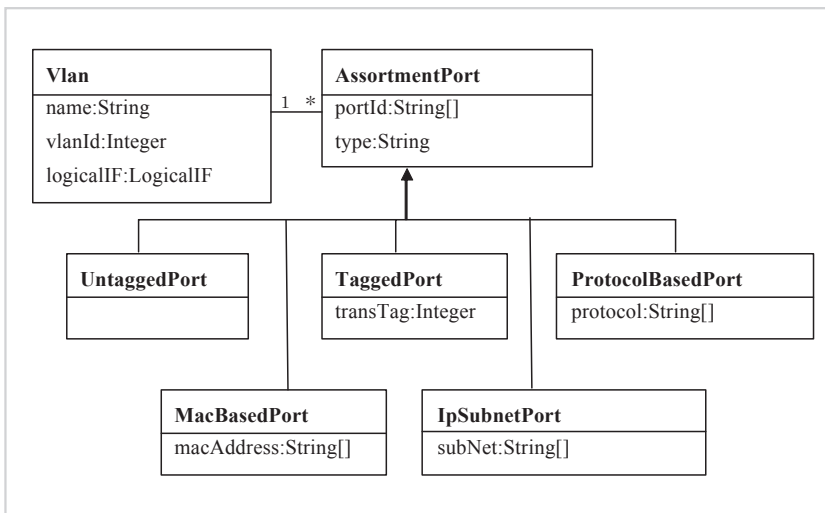 Vlan
name:String
vlanId:Integer
logicalIF:LogicalIF
1 *
AssortmentPort
portId:String[]
type:String
UntaggedPort
TaggedPort
transTag:Integer
ProtocolBasedPort
protocol:String[]
MacBasedPort
macAddress:String[]
IpSubnetPort
subNet:String[]